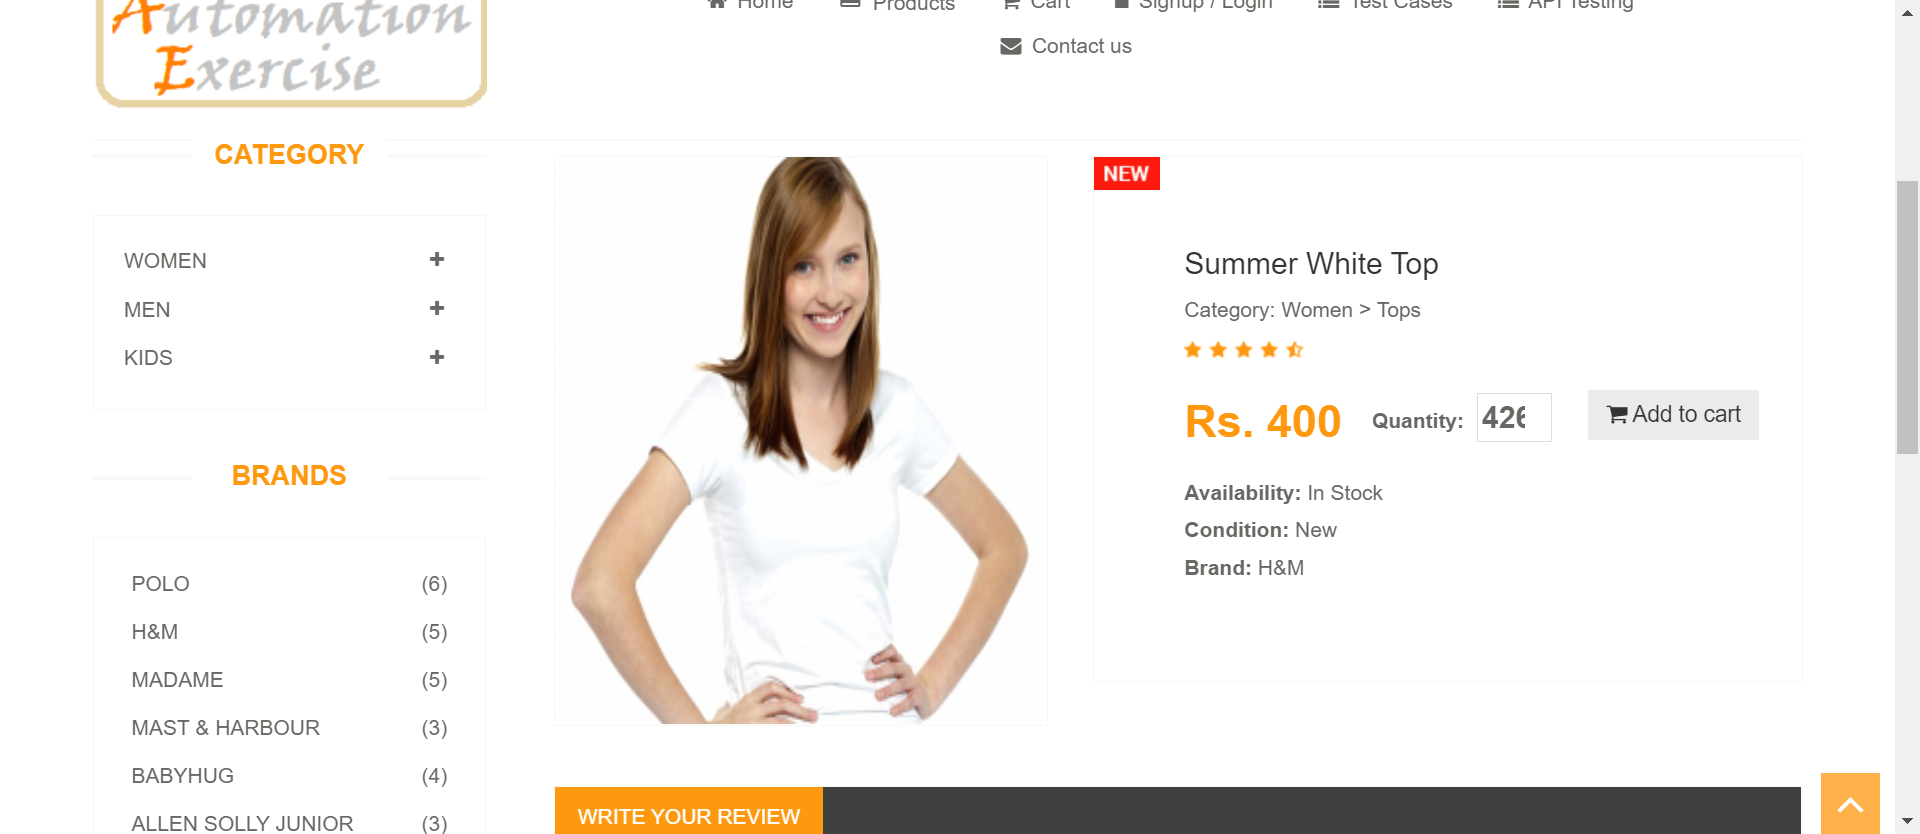 Automation
Exercise
Home
Products
Cart
Signup / Login
Test Cases
API Testing
Contact us
CATEGORY
WOMEN
MEN
KIDS
BRANDS
POLO (6)
H&M (5)
MADAME (5)
MAST & HARBOUR (3)
BABYHUG (4)
ALLEN SOLLY JUNIOR (3)
NEW
Summer White Top
Category: Women > Tops
Rs. 400 Quantity: 426 Add to cart
Availability: In Stock
Condition: New
Brand: H&M
WRITE YOUR REVIEW